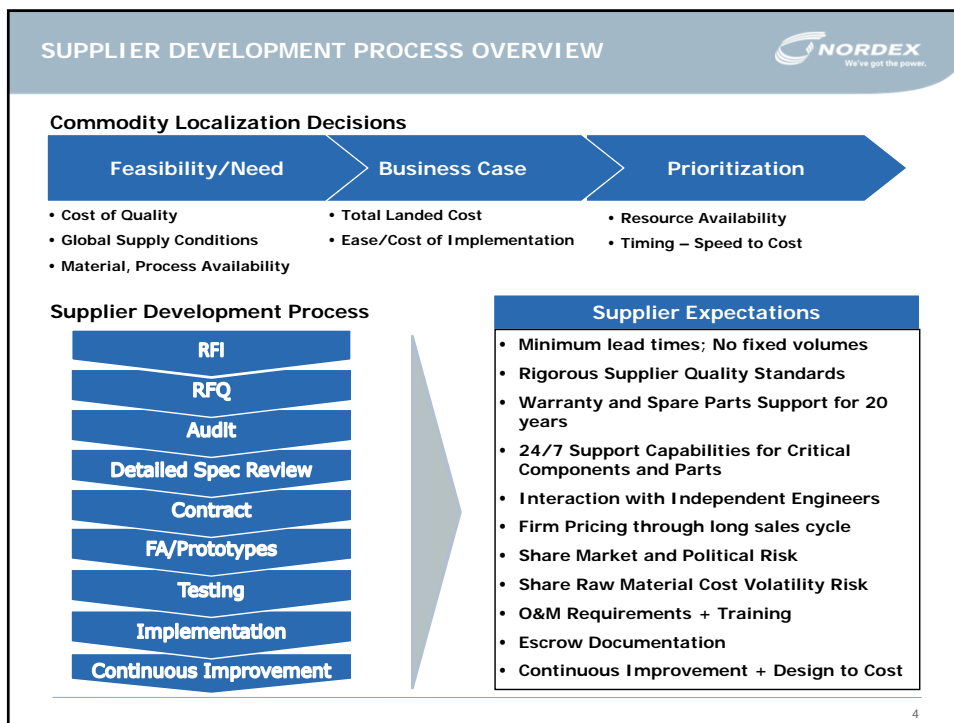 SUPPLIER DEVELOPMENT PROCESS OVERVIEW
NORDEX
We've got the power.
Commodity Localization Decisions
Feasibility/Need
Business Case
Prioritization
• Cost of Quality
• Global Supply Conditions
• Material, Process Availability
• Total Landed Cost
• Ease/Cost of Implementation
• Resource Availability
• Timing – Speed to Cost
Supplier Development Process
RFI
RFQ
Audit
Detailed Spec Review
Contract
FA/Prototypes
Testing
Implementation
Continuous Improvement
Supplier Expectations
• Minimum lead times; No fixed volumes
• Rigorous Supplier Quality Standards
• Warranty and Spare Parts Support for 20
years
• 24/7 Support Capabilities for Critical
Components and Parts
• Interaction with Independent Engineers
• Firm Pricing through long sales cycle
• Share Market and Political Risk
• Share Raw Material Cost Volatility Risk
• O&M Requirements + Training
• Escrow Documentation
• Continuous Improvement + Design to Cost
4